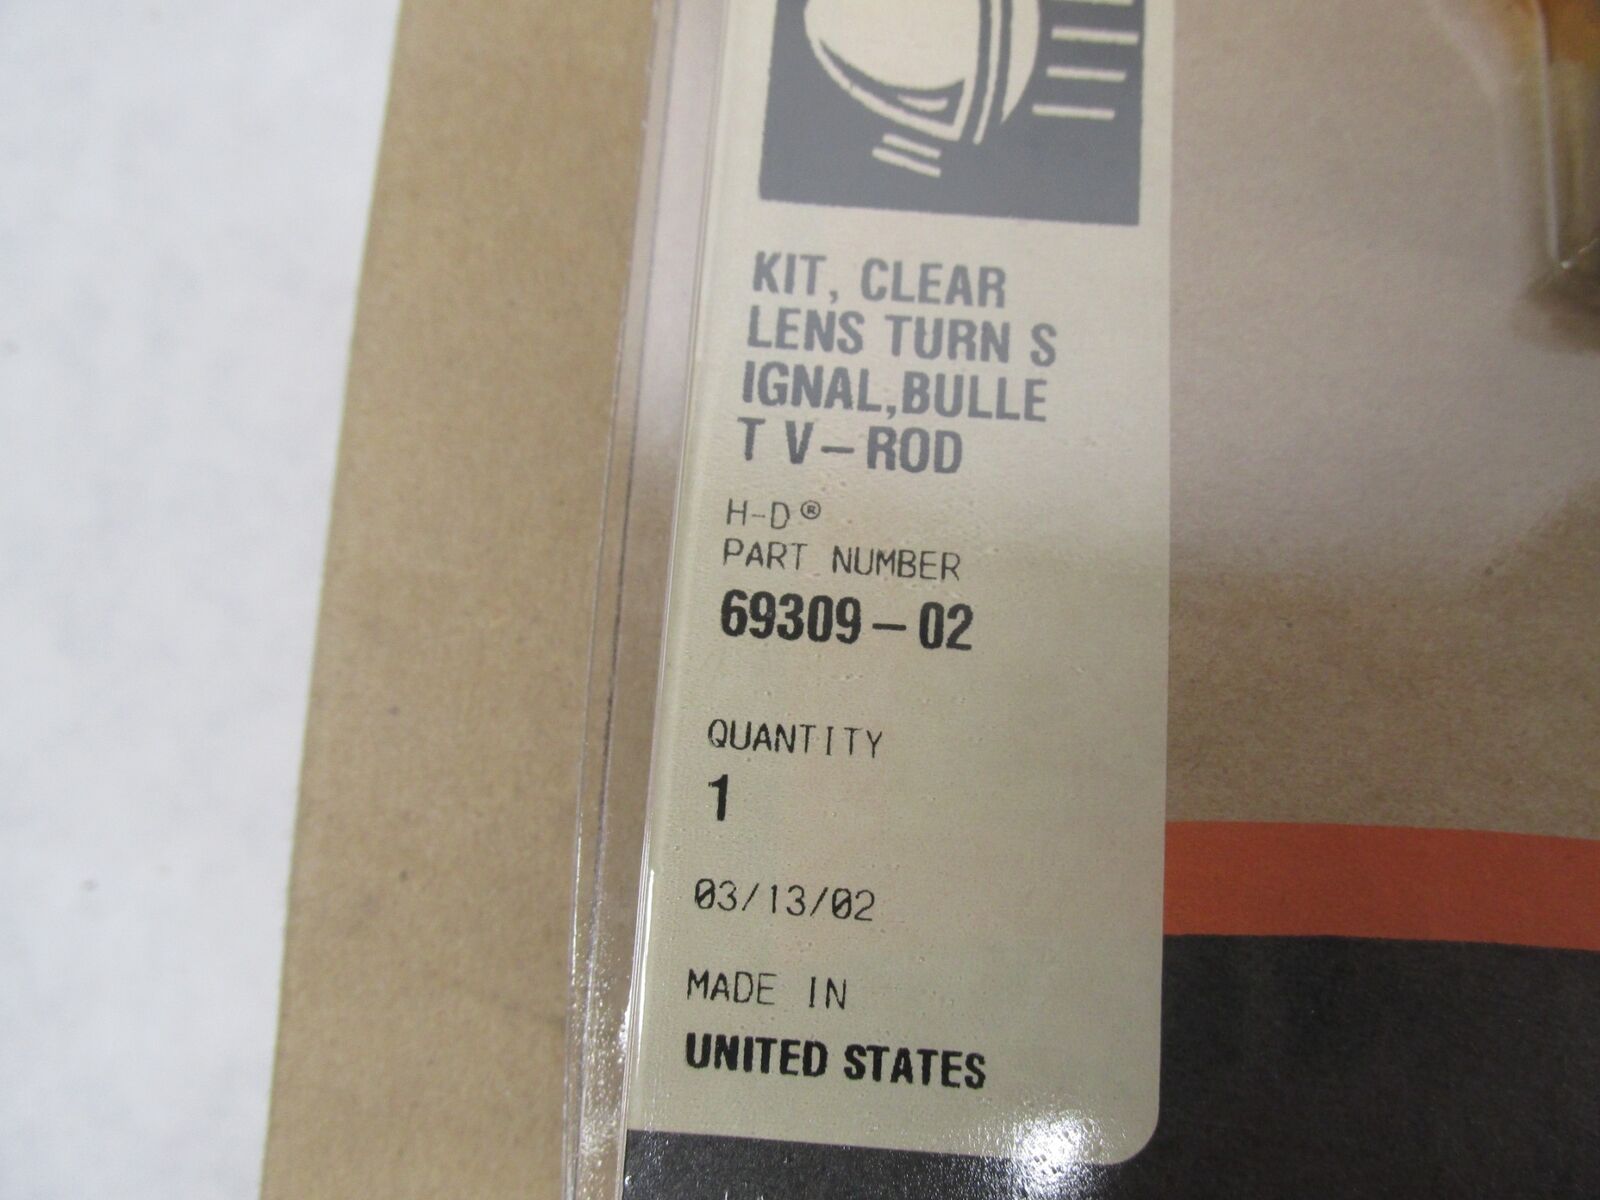 KIT, CLEAR
LENS TURN S
IGNAL,BULLE
T V-ROD
H-D®
PART NUMBER
69309-02
QUANTITY
1
03/13/02
MADE IN
UNITED STATES